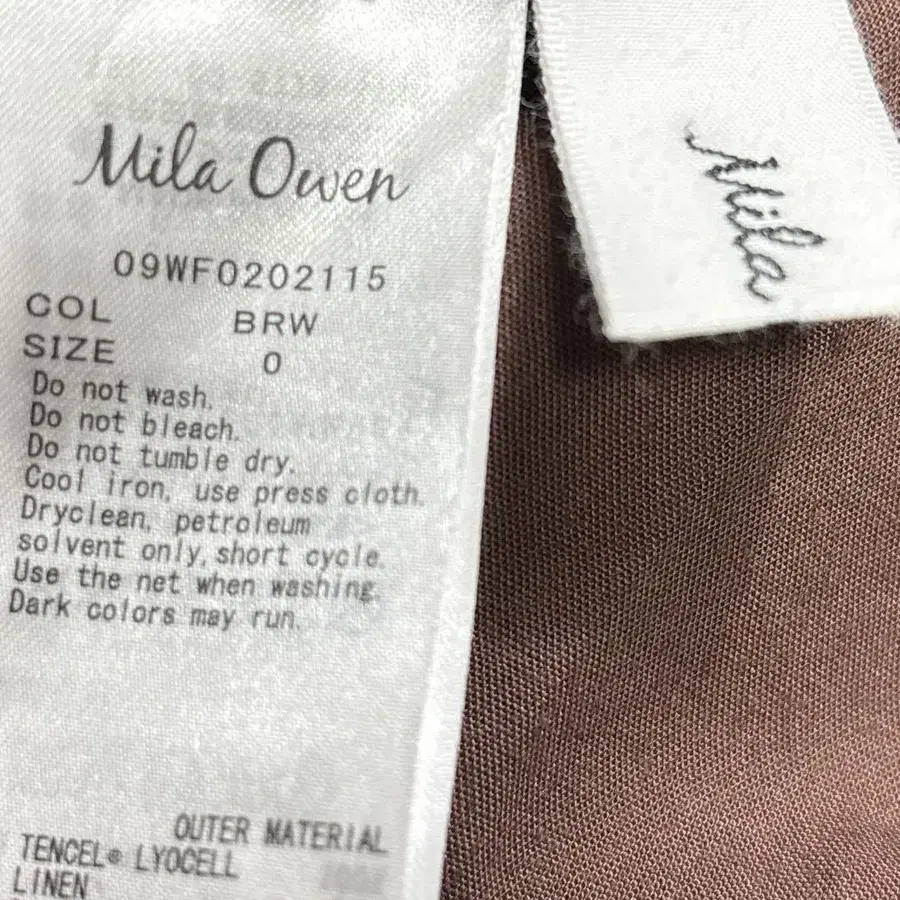 Mila Owen
09WF0202115
COL BRW
SIZE 0
Do not wash.
Do not bleach.
Do not tumble dry.
Cool iron, use press cloth.
Dryclean, petroleum
solvent only, short cycle.
Use the net when washing.
Dark colors may run.
OUTER MATERIAL
TENCEL® LYOCELL
LINEN
Mila